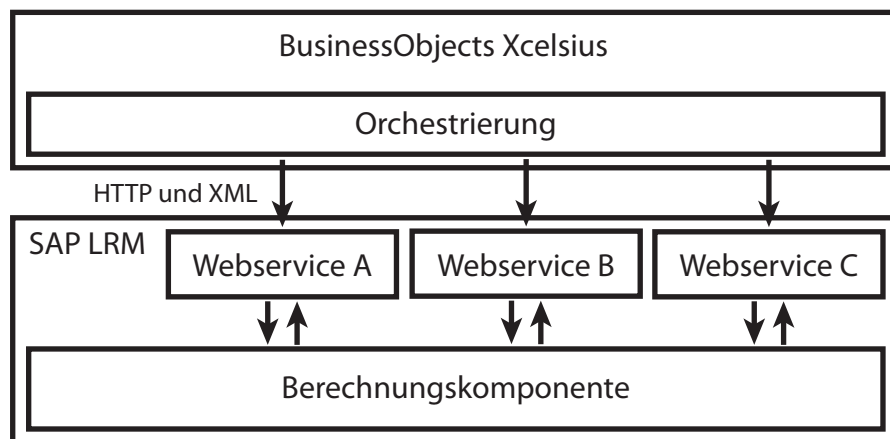 BusinessObjects Xcelsius
Orchestrierung
HTTP und XML
SAP LRM
Webservice A
Webservice B
Webservice C
Berechnungskomponente